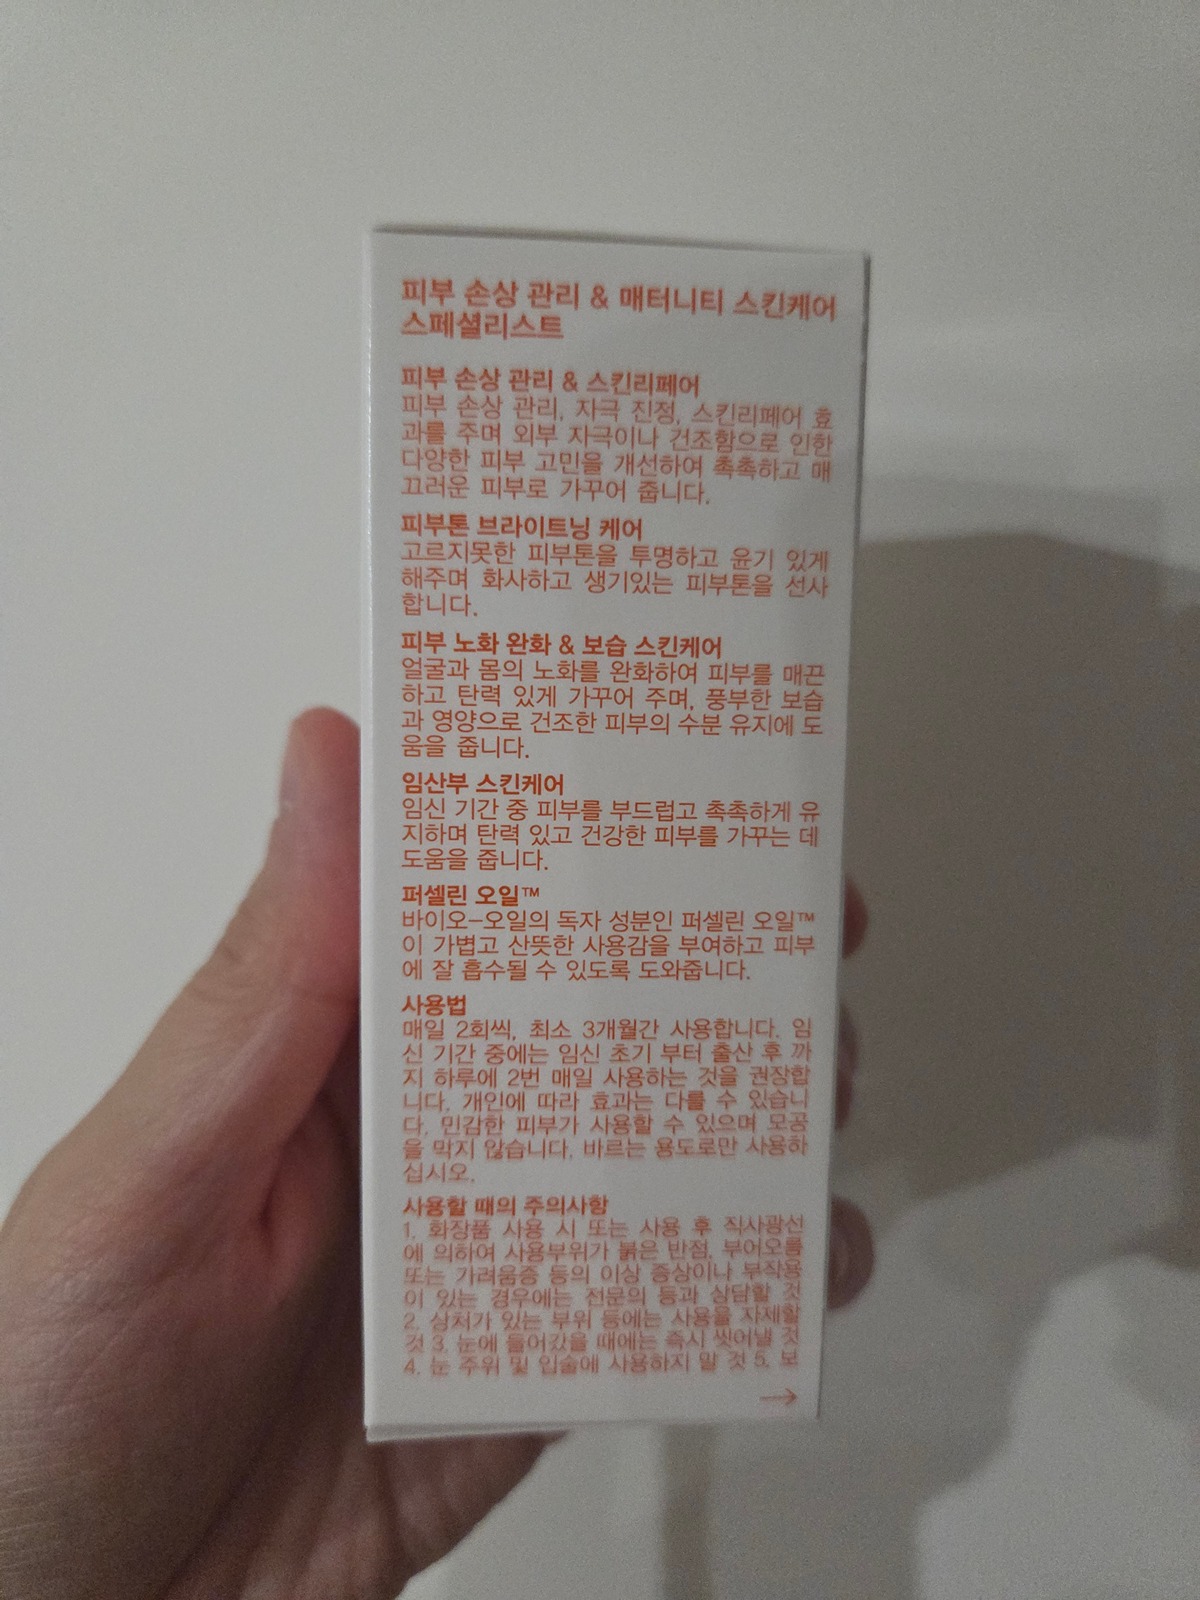 피부 손상 관리 & 매터니티 스킨케어
스페셜리스트
피부 손상 관리 & 스킨리페어
피부 손상 관리, 자극 진정, 스킨리페어 효
과를 주며 외부 자극이나 건조함으로 인한
다양한 피부 고민을 개선하여 촉촉하고 매
끄러운 피부로 가꾸어 줍니다.
피부톤 브라이트닝 케어
고르지못한 피부톤을 투명하고 윤기 있게
해주며 화사하고 생기있는 피부톤을 선사
합니다.
피부 노화 완화 & 보습 스킨케어
얼굴과 몸의 노화를 완화하여 피부를 매끈
하고 탄력 있게 가꾸어 주며, 풍부한 보습
과 영양으로 건조한 피부의 수분 유지에 도
움을 줍니다.
임산부 스킨케어
임신 기간 중 피부를 부드럽고 촉촉하게 유
지하며 탄력 있고 건강한 피부를 가꾸는 데
도움을 줍니다.
퍼셀린 오일™
바이오-오일의 독자 성분인 퍼셀린 오일™
이 가볍고 산뜻한 사용감을 부여하고 피부
에 잘 흡수될 수 있도록 도와줍니다.
사용법
매일 2회씩, 최소 3개월간 사용합니다. 임
신 기간 중에는 임신 초기 부터 출산 후 까
지 하루에 2번 매일 사용하는 것을 권장합
니다. 개인에 따라 효과는 다를 수 있습니
다. 민감한 피부가 사용할 수 있으며 모공
을 막지 않습니다. 바르는 용도로만 사용하
십시오.
사용할 때의 주의사항
1. 화장품 사용 시 또는 사용 후 직사광선
에 의하여 사용부위가 붉은 반점, 부어오름
또는 가려움증 등의 이상 증상이나 부작용
이 있는 경우에는 전문의 등과 상담할 것
2. 상처가 있는 부위 등에는 사용을 자제할
것 3. 눈에 들어갔을 때에는 즉시 씻어낼 것
4. 눈 주위 및 입술에 사용하지 말 것 5. 보
→